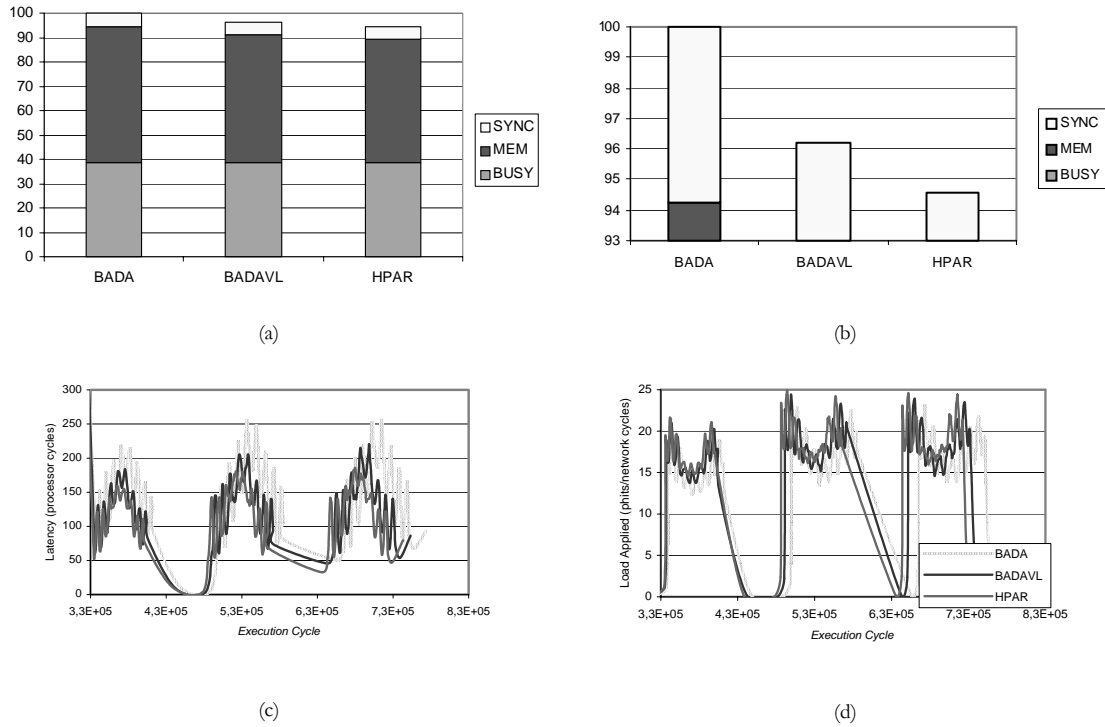 100
90
80
70
60
50
40
30
20
10
0
BADA
BADAVL
HPAR
SYNC
MEM
BUSY
(a)
100
99
98
97
96
95
94
93
BADA
BADAVL
HPAR
SYNC
MEM
BUSY
(b)
Latency (processor cycles)
300
250
200
150
100
50
0
3,3E+05
4,3E+05
5,3E+05
6,3E+05
7,3E+05
8,3E+05
Execution Cycle
(c)
Load Applied (phits/network cycles)
25
20
15
10
5
0
3,3E+05
4,3E+05
5,3E+05
6,3E+05
7,3E+05
8,3E+05
BADA
BADAVL
HPAR
Execution Cycle
(d)